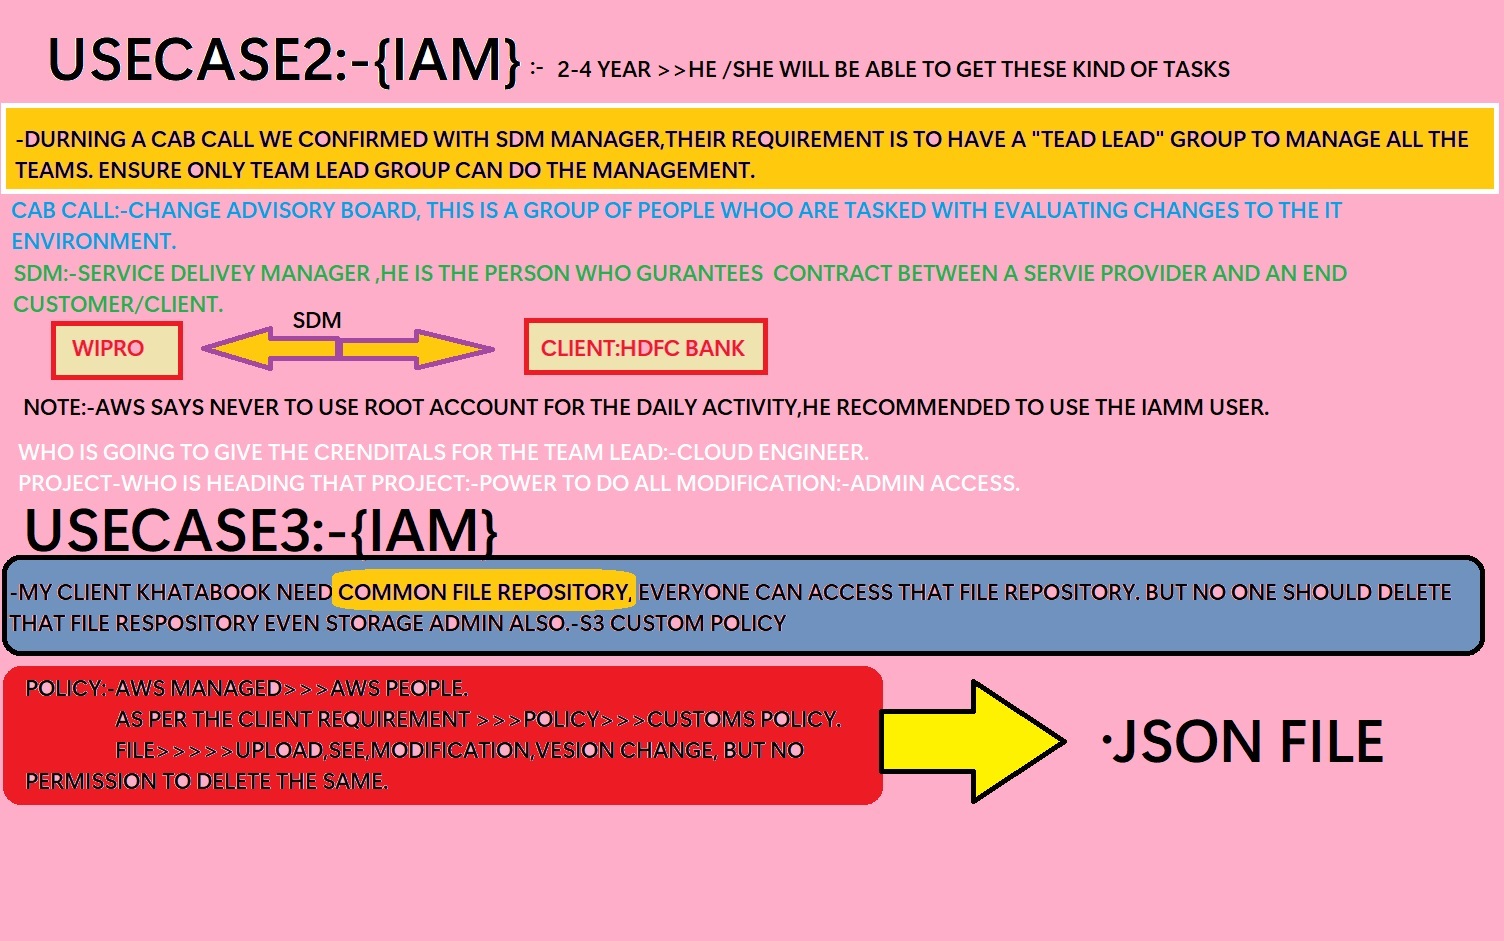 USECASE2:-{IAM} :- 2-4 YEAR >>HE /SHE WILL BE ABLE TO GET THESE KIND OF TASKS
-DURNING A CAB CALL WE CONFIRMED WITH SDM MANAGER,THEIR REQUIREMENT IS TO HAVE A "TEAD LEAD" GROUP TO MANAGE ALL THE
TEAMS. ENSURE ONLY TEAM LEAD GROUP CAN DO THE MANAGEMENT.
CAB CALL:-CHANGE ADVISORY BOARD, THIS IS A GROUP OF PEOPLE WHOO ARE TASKED WITH EVALUATING CHANGES TO THE IT
ENVIRONMENT.
SDM:-SERVICE DELIVEY MANAGER ,HE IS THE PERSON WHO GURANTEES  CONTRACT BETWEEN A SERVIE PROVIDER AND AN END
CUSTOMER/CLIENT.
SDM
WIPRO
CLIENT:HDFC BANK
NOTE:-AWS SAYS NEVER TO USE ROOT ACCOUNT FOR THE DAILY ACTIVITY,HE RECOMMENDED TO USE THE IAMM USER.
WHO IS GOING TO GIVE THE CRENDITALS FOR THE TEAM LEAD:-CLOUD ENGINEER.
PROJECT-WHO IS HEADING THAT PROJECT:-POWER TO DO ALL MODIFICATION:-ADMIN ACCESS.
USECASE3:-{IAM}
-MY CLIENT KHATABOOK NEED COMMON FILE REPOSITORY, EVERYONE CAN ACCESS THAT FILE REPOSITORY. BUT NO ONE SHOULD DELETE
THAT FILE RESPOSITORY EVEN STORAGE ADMIN ALSO.-S3 CUSTOM POLICY
POLICY:-AWS MANAGED>>>AWS PEOPLE.
AS PER THE CLIENT REQUIREMENT >>>POLICY>>>CUSTOMS POLICY.
FILE>>>>>UPLOAD,SEE,MODIFICATION,VESION CHANGE, BUT NO
PERMISSION TO DELETE THE SAME.
·JSON FILE